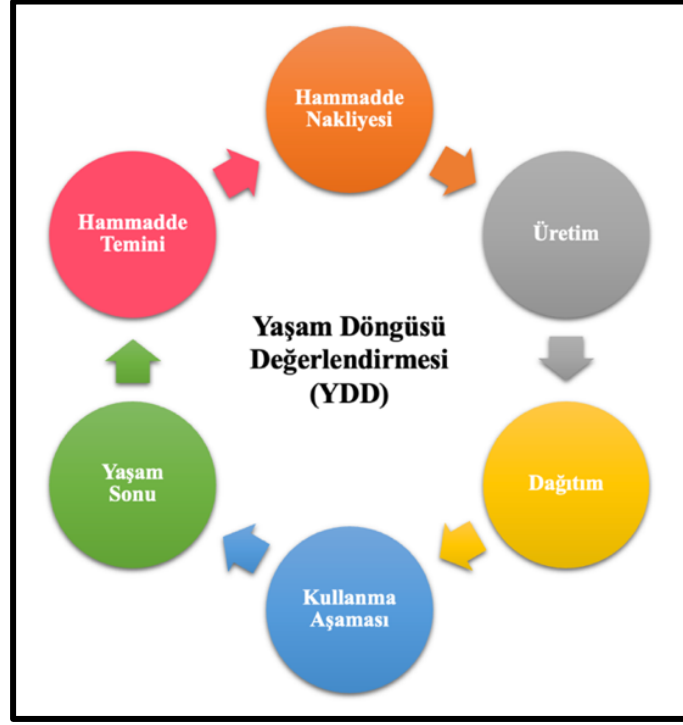 Hammadde
Nakliyesi
Üretim
Dağıtım
Kullanma
Aşaması
Yaşam
Sonu
Hammadde
Temini
Yaşam Döngüsü
Değerlendirmesi
(YDD)